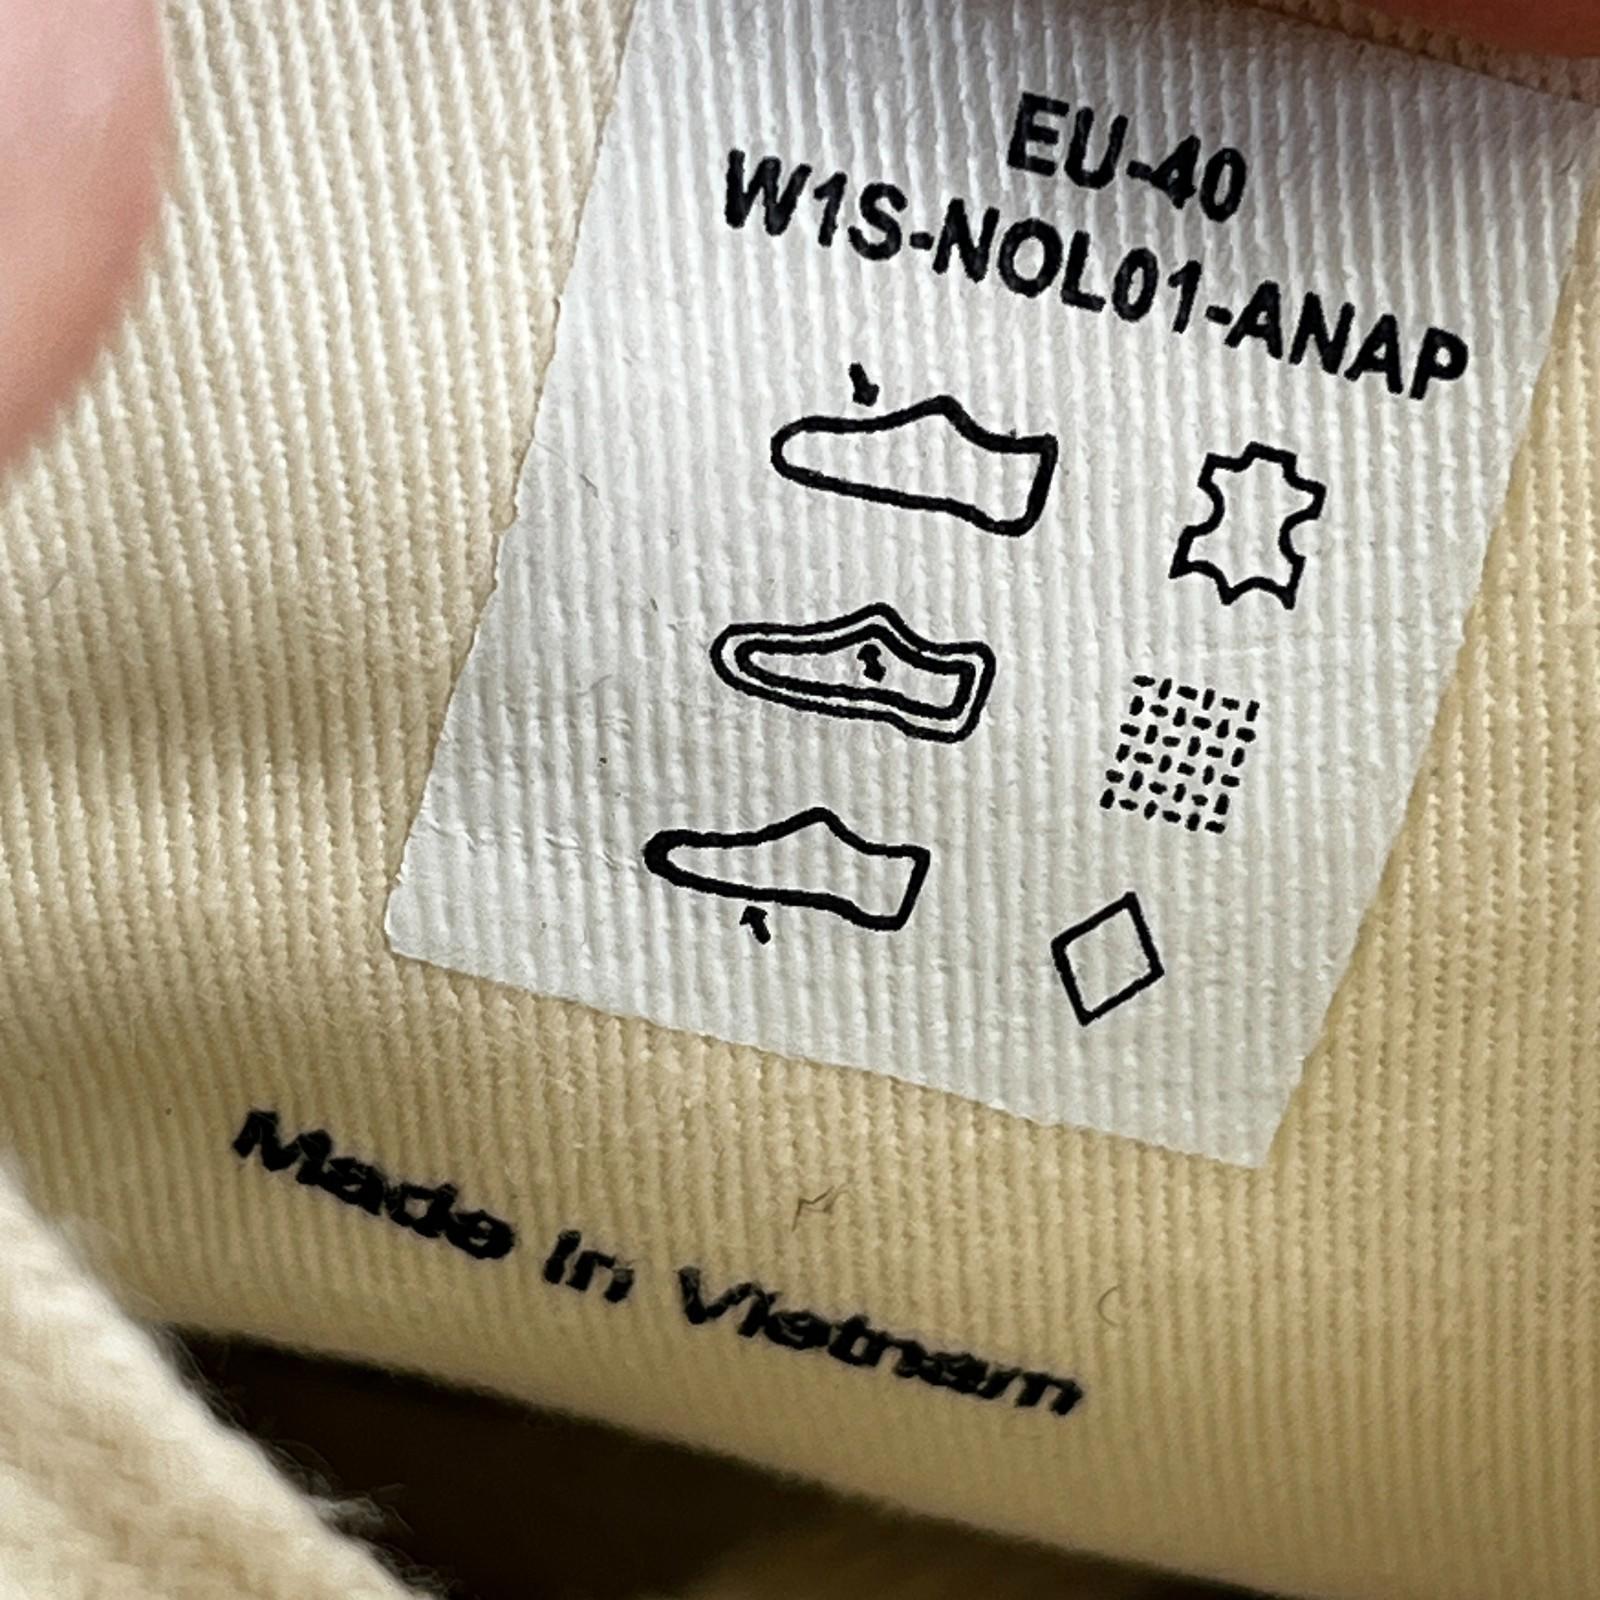 EU-40
W1S-NOL01-ANAP
Made in Vietnam